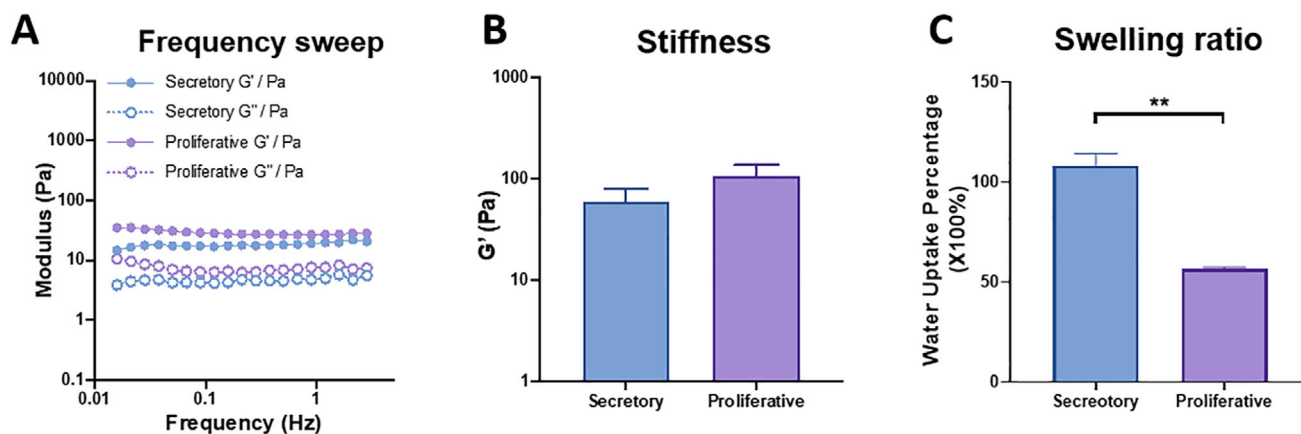 A
Frequency sweep
Modulus (Pa)
10000
1000
100
10
1
0.1
Secretory G' / Pa
Secretory G" / Pa
Proliferative G' / Pa
Proliferative G" / Pa
0.01
0.1
1
Frequency (Hz)
B
Stiffness
G' (Pa)
1000
100
10
1
Secretory
Proliferative
C
Swelling ratio
Water Uptake Percentage
(X100%)
150
100
50
0
**
Secreotory
Proliferative